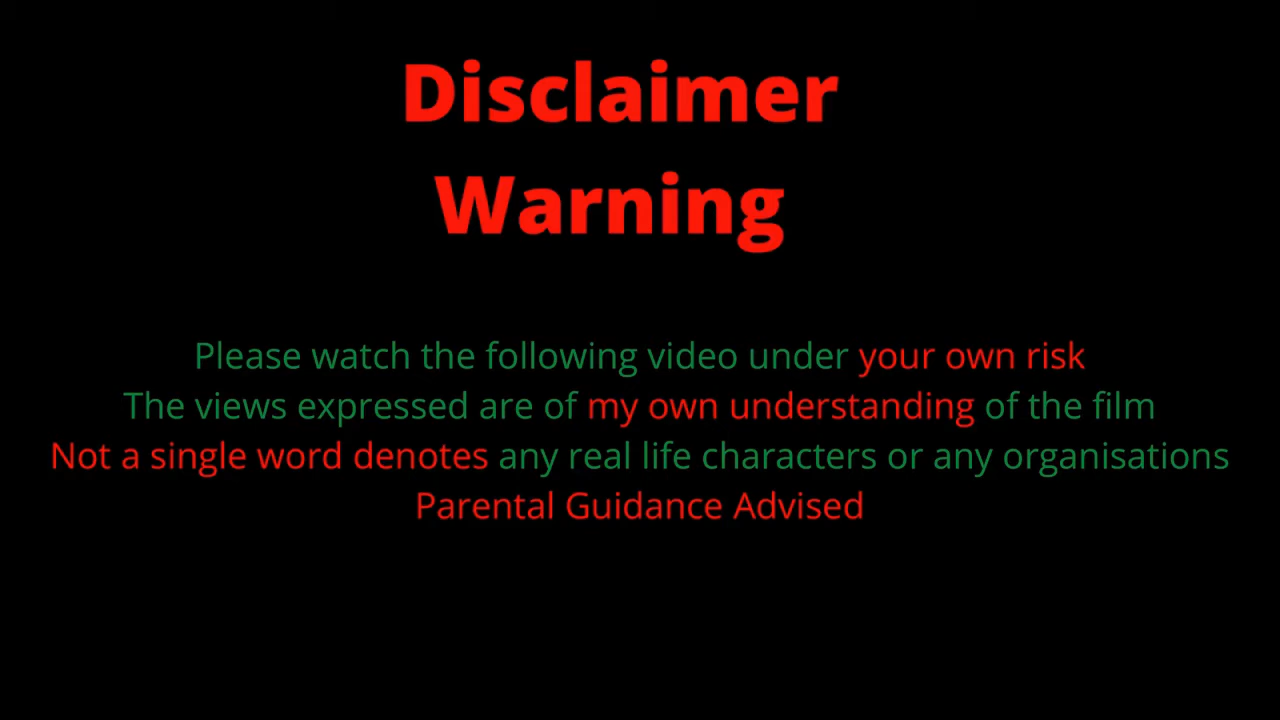 Disclaimer
Warning
Please watch the following video under your own risk
The views expressed are of my own understanding of the film
Not a single word denotes any real life characters or any organisations
Parental Guidance Advised